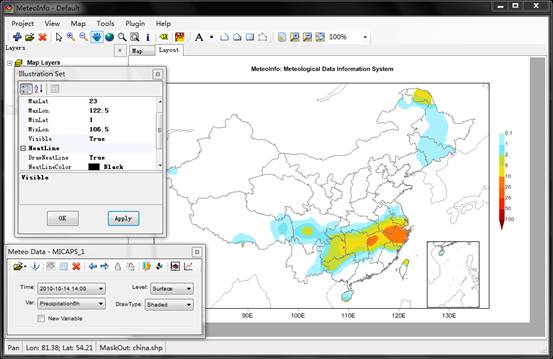 MeteoInfo - Default
Project View Map Tools Plugin Help
100%
Layers
Map Layout
Map Layers
MeteoInfo: Meteological Data Information System
Illustration Set
MaxLat 23
MaxLon 122.5
MinLat 1
MinLon 106.5
Visible True
NeatLine
DrawNeatLine True
NeatLineColor Black
Visible
OK Apply
0.1
1
2
5
10
20
25
30
50
100
Meteo Data - MICAPS_1
Time: 2010-10-14 14:00 Level: Surface
Var: Precipitation6h DrawType: Shaded
New Variable
90E 100E 110E 120E 130E
Pan Lon: 81.38; Lat: 54.21 MaskOut: china.shp